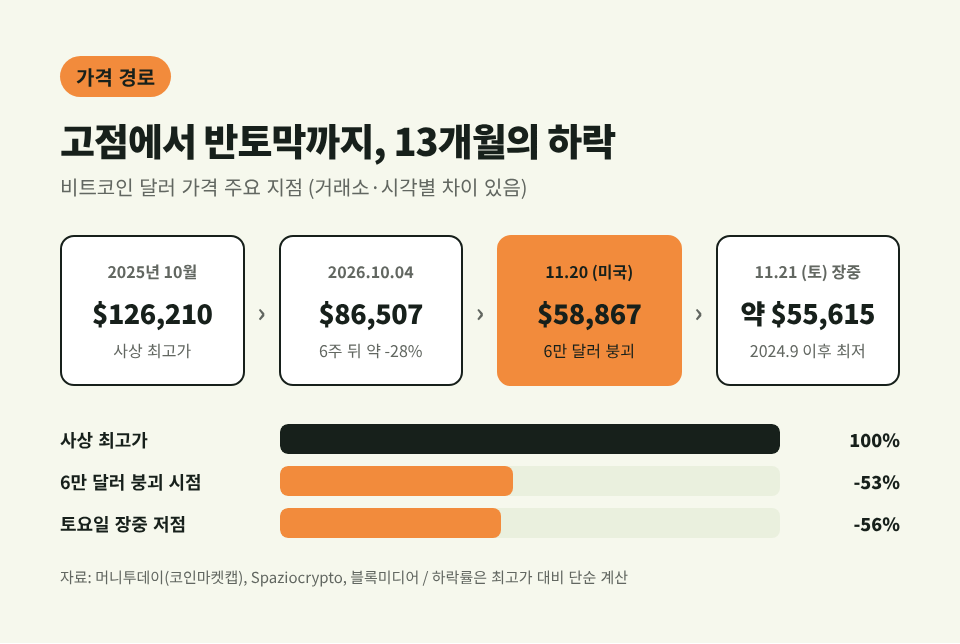 가격 경로
고점에서 반토막까지, 13개월의 하락
비트코인 달러 가격 주요 지점 (거래소·시각별 차이 있음)
2025년 10월
$126,210
사상 최고가
›
2026.10.04
$86,507
6주 뒤 약 -28%
›
11.20 (미국)
$58,867
6만 달러 붕괴
›
11.21 (토) 장중
약 $55,615
2024.9 이후 최저
사상 최고가 100%
6만 달러 붕괴 시점 -53%
토요일 장중 저점 -56%
자료: 머니투데이(코인마켓캡), Spaziocrypto, 블록미디어 / 하락률은 최고가 대비 단순 계산